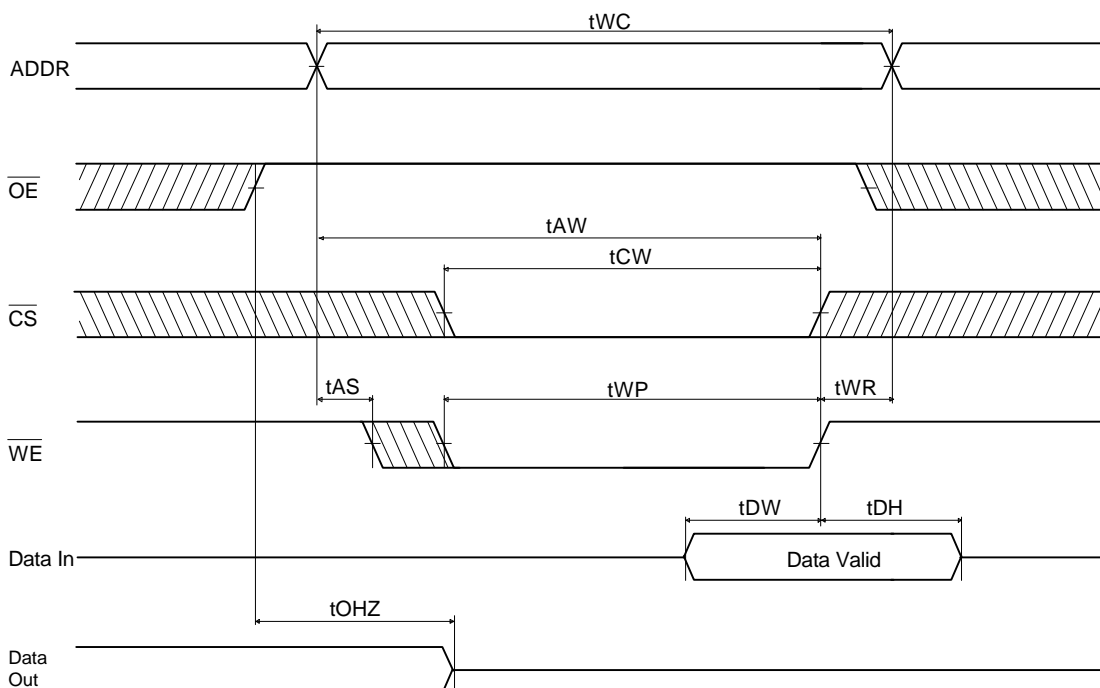 tWC
ADDR
OE
tAW
tCW
CS
tAS
tWP
tWR
WE
tDW
tDH
Data In
Data Valid
tOHZ
Data
Out